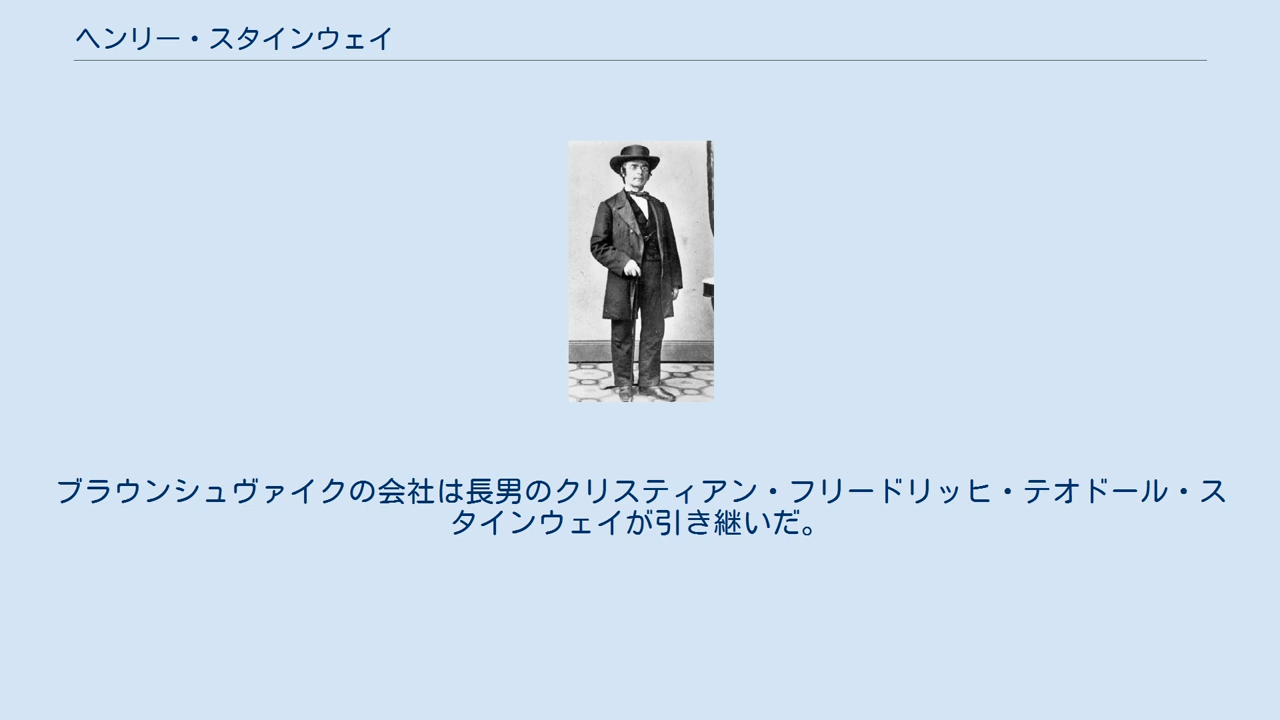 ヘンリー・スタインウェイ
ブラウンシュヴァイクの会社は長男のクリスティアン・フリードリッヒ・テオドール・ス
タインウェイが引き継いだ。